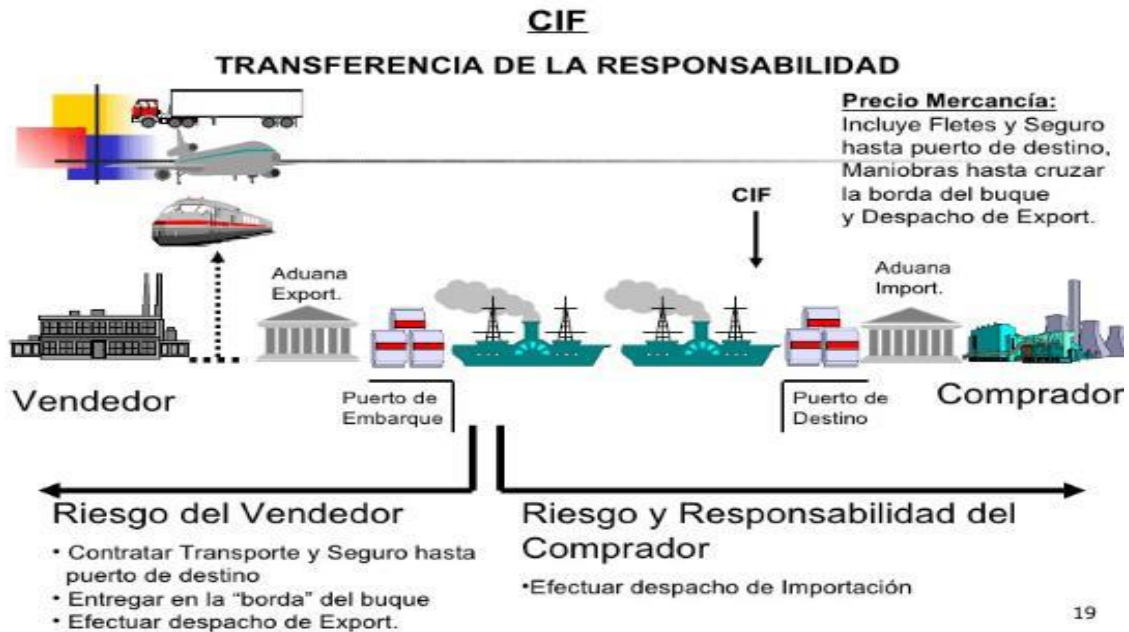 CIF
TRANSFERENCIA DE LA RESPONSABILIDAD
Precio Mercancía:
Incluye Fletes y Seguro
hasta puerto de destino,
Maniobras hasta cruzar
la borda del buque
y Despacho de Export.
CIF
Aduana
Export.
Aduana
Import.
Vendedor
Puerto de
Embarque
Puerto de
Destino
Comprador
Riesgo del Vendedor
• Contratar Transporte y Seguro hasta
puerto de destino
• Entregar en la "borda" del buque
• Efectuar despacho de Export.
Riesgo y Responsabilidad del
Comprador
•Efectuar despacho de Importación
19